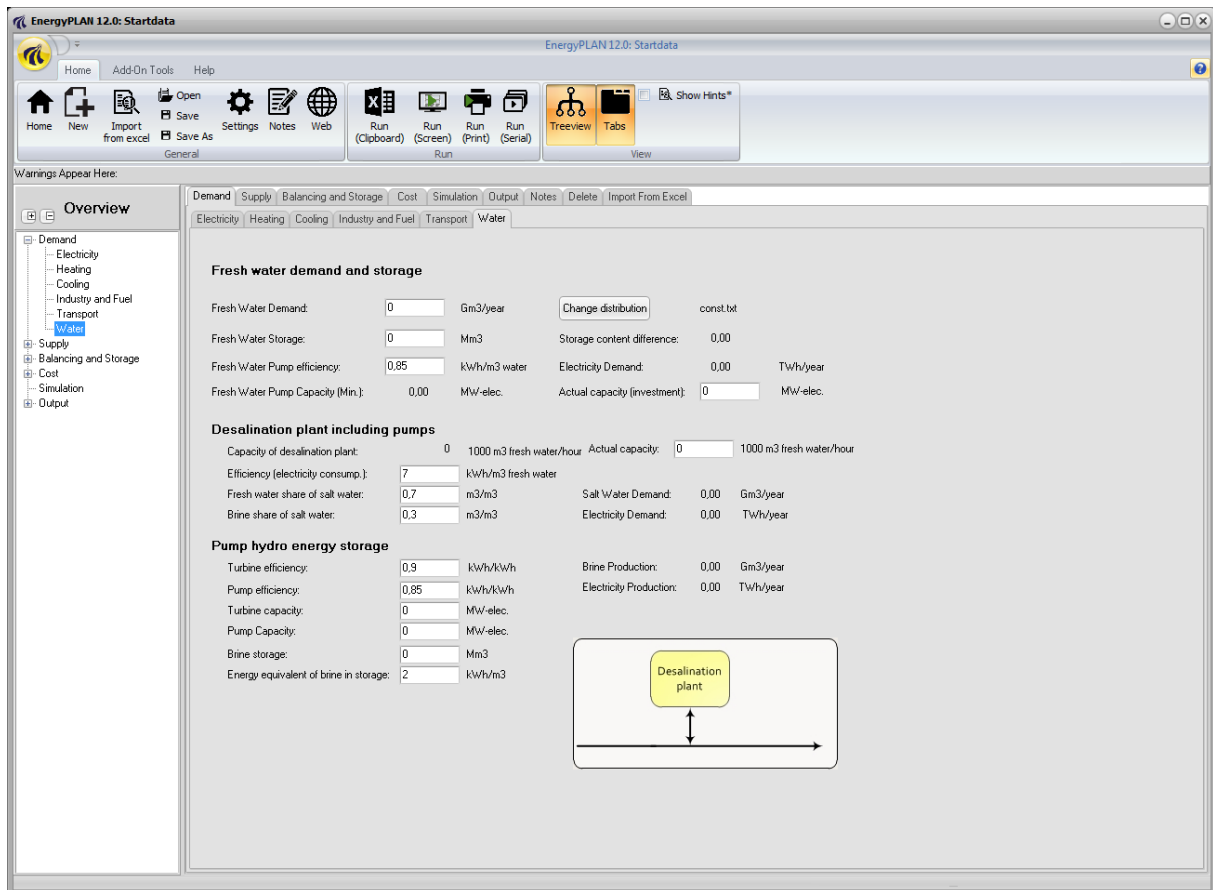 EnergyPLAN 12.0: Startdata
EnergyPLAN 12.0: Startdata
Home Add-On Tools Help
Home New Import from excel Open Save Save As Settings Notes Web Run (Clipboard) Run (Screen) Run (Print) Run (Serial) Treeview Tabs Show Hints*
General Run View
Warnings Appear Here:
Overview
Demand
Electricity
Heating
Cooling
Industry and Fuel
Transport
Water
Supply
Balancing and Storage
Cost
Simulation
Output
Demand Supply Balancing and Storage Cost Simulation Output Notes Delete Import From Excel
Electricity Heating Cooling Industry and Fuel Transport Water
Fresh water demand and storage
Fresh Water Demand: 0 Gm3/year Change distribution const.txt
Fresh Water Storage: 0 Mm3 Storage content difference: 0,00
Fresh Water Pump efficiency: 0,85 kWh/m3 water Electricity Demand: 0,00 TWh/year
Fresh Water Pump Capacity (Min.): 0,00 MW-elec. Actual capacity (investment): 0 MW-elec.
Desalination plant including pumps
Capacity of desalination plant: 0 1000 m3 fresh water/hour Actual capacity: 0 1000 m3 fresh water/hour
Efficiency (electricity consump.): 7 kWh/m3 fresh water
Fresh water share of salt water: 0,7 m3/m3 Salt Water Demand: 0,00 Gm3/year
Brine share of salt water: 0,3 m3/m3 Electricity Demand: 0,00 TWh/year
Pump hydro energy storage
Turbine efficiency: 0,9 kWh/kWh Brine Production: 0,00 Gm3/year
Pump efficiency: 0,85 kWh/kWh Electricity Production: 0,00 TWh/year
Turbine capacity: 0 MW-elec.
Pump Capacity: 0 MW-elec.
Brine storage: 0 Mm3
Energy equivalent of brine in storage: 2 kWh/m3
Desalination
plant